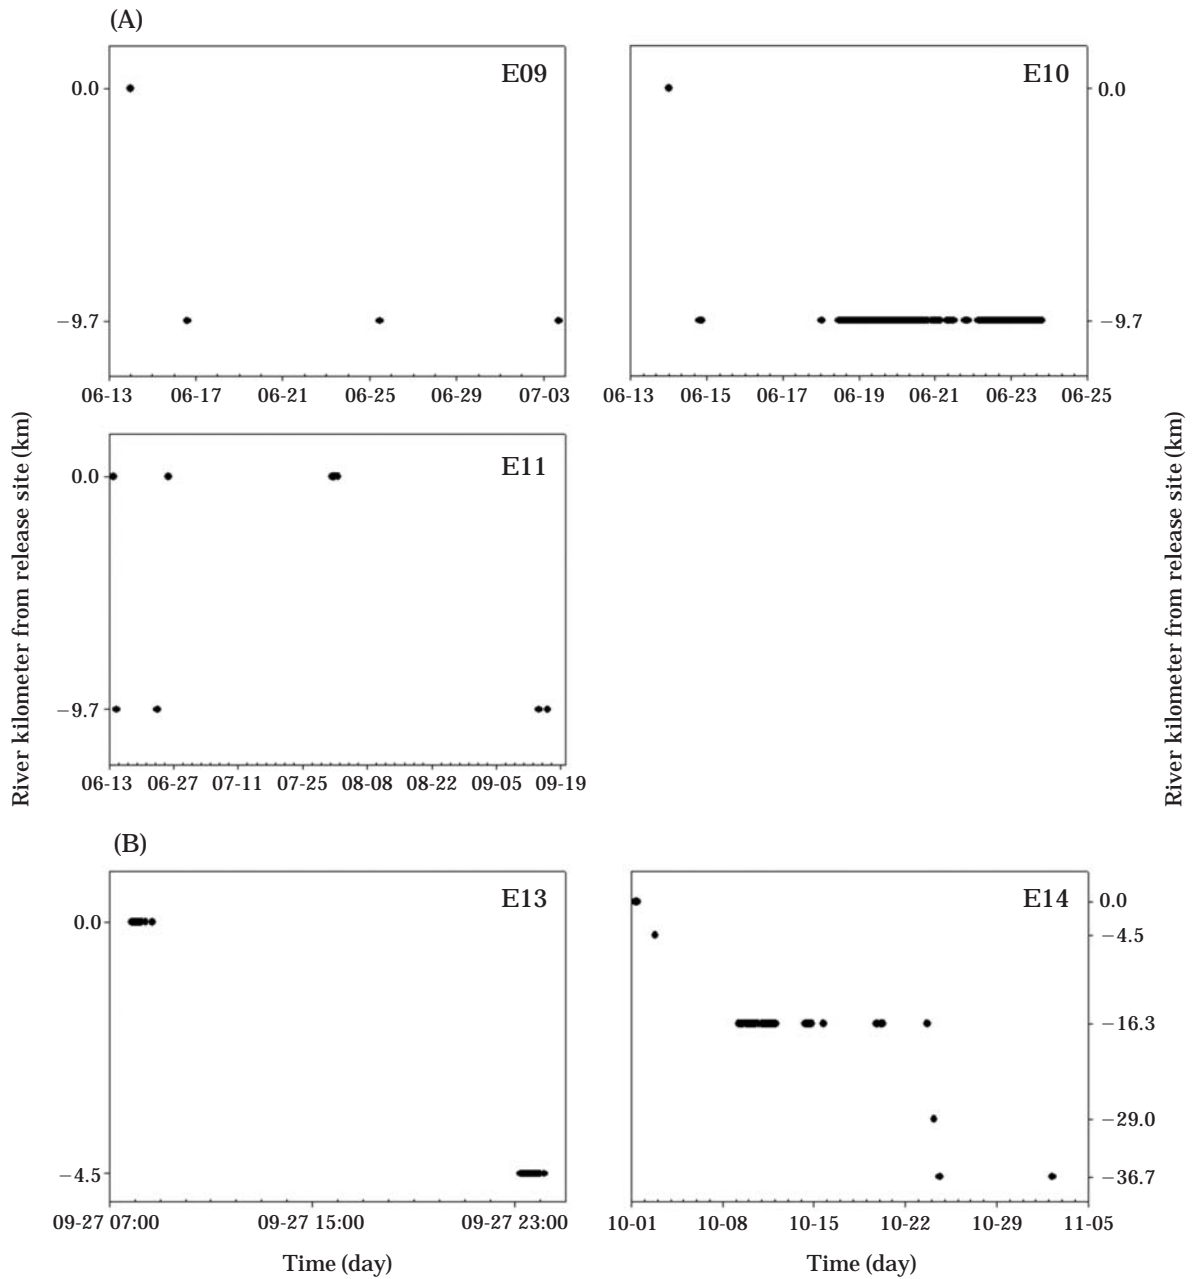 (A)
E09
0.0
−9.7
06-13 06-17 06-21 06-25 06-29 07-03
E10
0.0
−9.7
06-13 06-15 06-17 06-19 06-21 06-23 06-25
E11
0.0
−9.7
06-13 06-27 07-11 07-25 08-08 08-22 09-05 09-19
River kilometer from release site (km)
River kilometer from release site (km)
(B)
E13
0.0
−4.5
09-27 07:00 09-27 15:00 09-27 23:00
Time (day)
E14
0.0
−4.5
−16.3
−29.0
−36.7
10-01 10-08 10-15 10-22 10-29 11-05
Time (day)